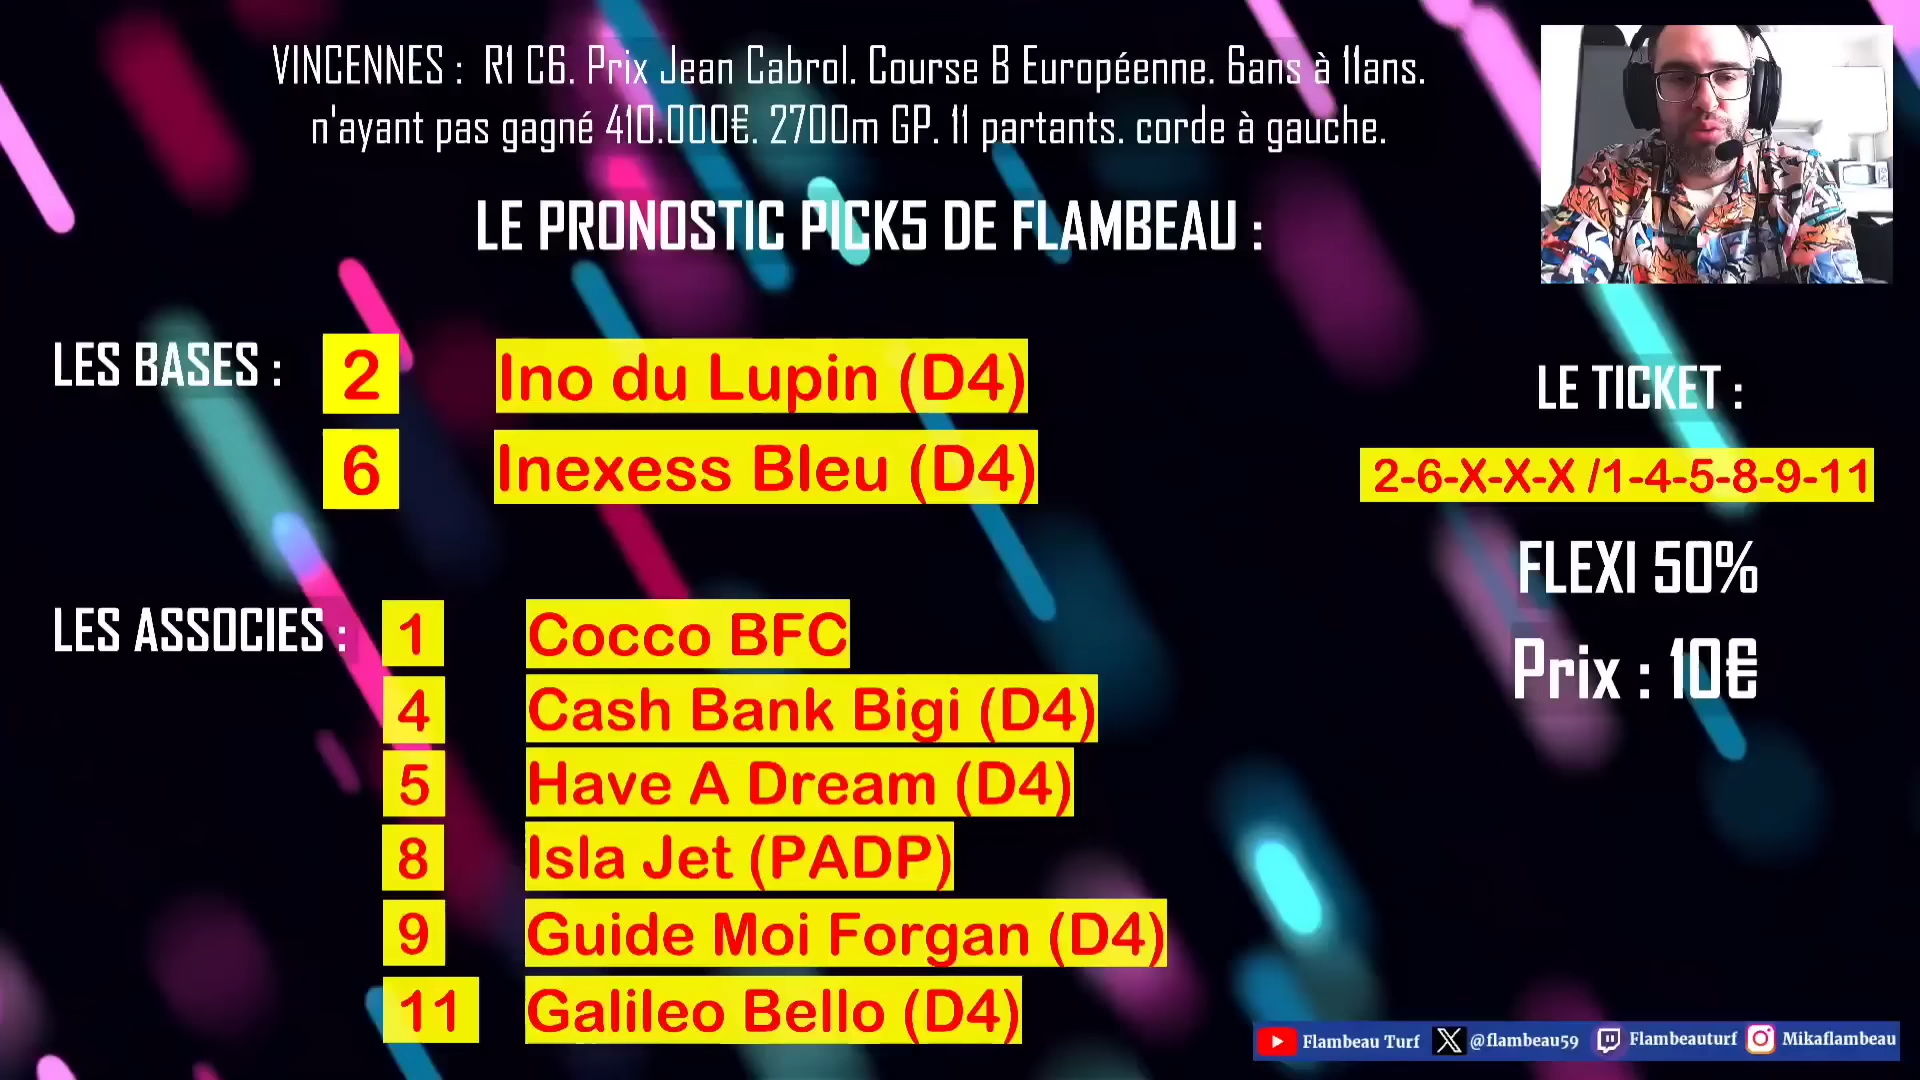 VINCENNES : R1 C6. Prix Jean Cabrol. Course B Européenne. 6ans à 11ans.
n'ayant pas gagné 410.000€. 2700m GP. 11 partants. corde à gauche.
LE PRONOSTIC PICK5 DE FLAMBEAU :
LES BASES :
2 Ino du Lupin (D4)
6 Inexess Bleu (D4)
LES ASSOCIES :
1 Cocco BFC
4 Cash Bank Bigi (D4)
5 Have A Dream (D4)
8 Isla Jet (PADP)
9 Guide Moi Forgan (D4)
11 Galileo Bello (D4)
LE TICKET :
2-6-X-X-X /1-4-5-8-9-11
FLEXI 50%
Prix : 10€
Flambeau Turf @flambeau59 Flambeauturf Mikaflambeau